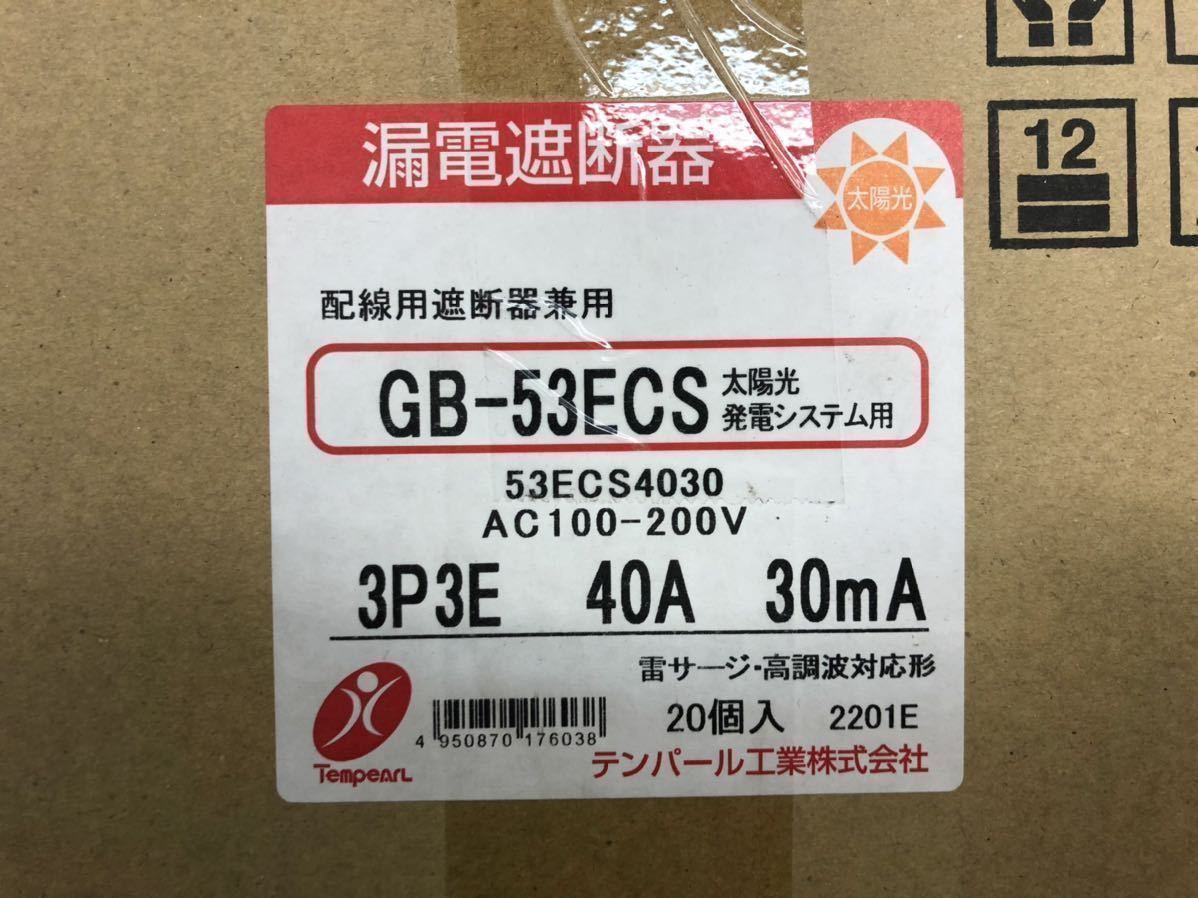 漏電遮断器
太陽光
12
配線用遮断器兼用
GB-53ECS 太陽光
発電システム用
53ECS4030
AC100-200V
3P3E 40A 30mA
雷サージ・高調波対応形
20個入 2201E
4 950870 176038
Tempearl
テンパール工業株式会社